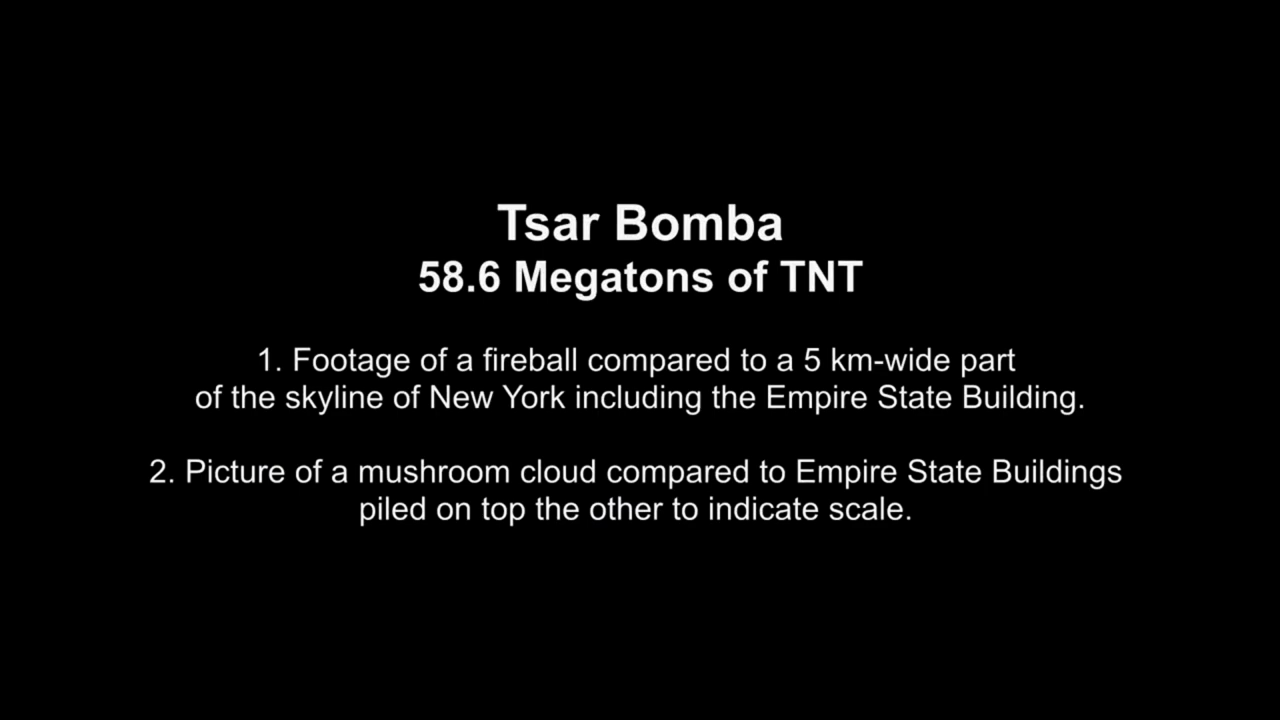 Tsar Bomba
58.6 Megatons of TNT
1. Footage of a fireball compared to a 5 km-wide part
of the skyline of New York including the Empire State Building.
2. Picture of a mushroom cloud compared to Empire State Buildings
piled on top the other to indicate scale.